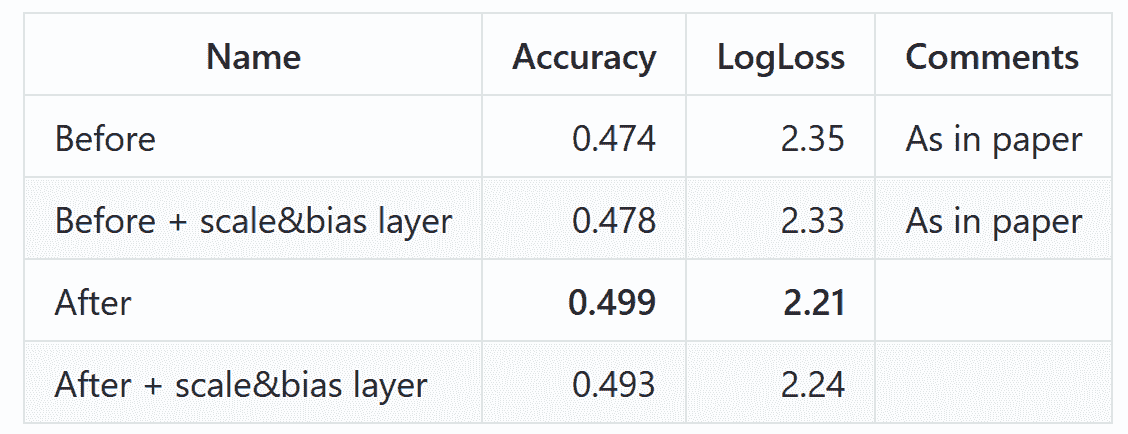 Name Accuracy LogLoss Comments
Before 0.474 2.35 As in paper
Before + scale&bias layer 0.478 2.33 As in paper
After 0.499 2.21
After + scale&bias layer 0.493 2.24